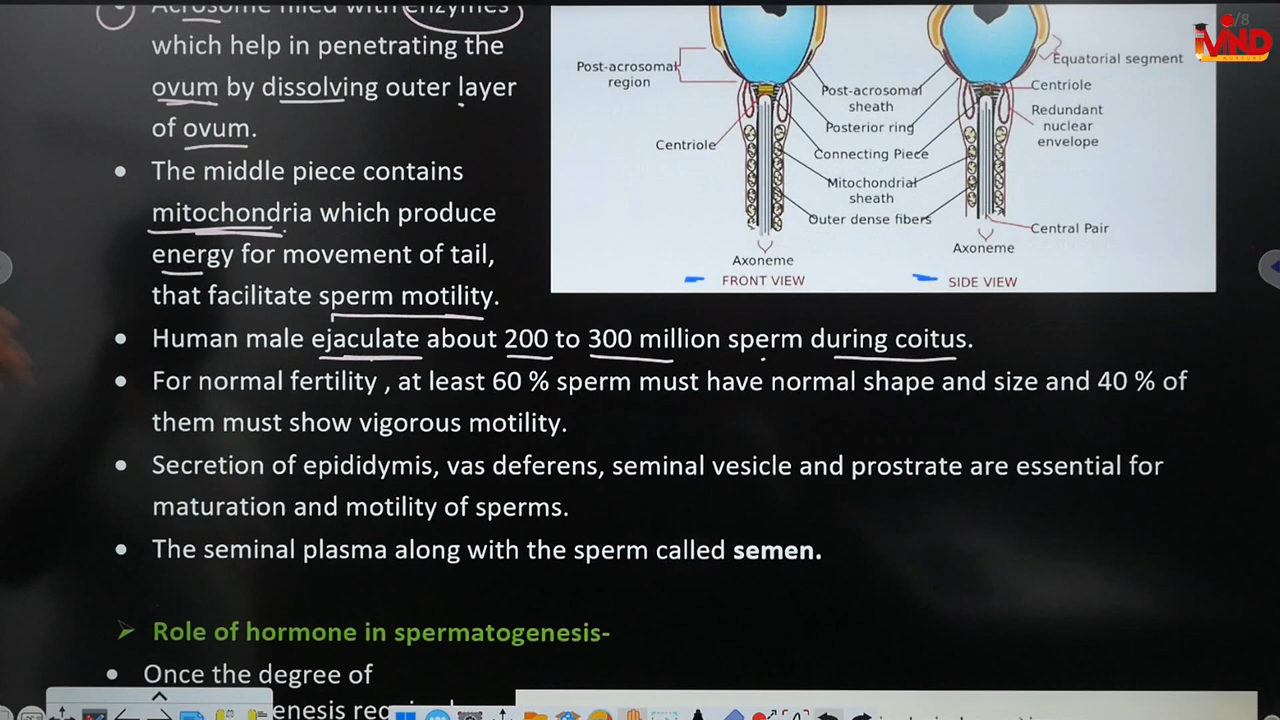 Acrosome filled with enzymes
which help in penetrating the
ovum by dissolving outer layer
of ovum.
• The middle piece contains
mitochondria which produce
energy for movement of tail,
that facilitate sperm motility.
• Human male ejaculate about 200 to 300 million sperm during coitus.
• For normal fertility , at least 60 % sperm must have normal shape and size and 40 % of
them must show vigorous motility.
• Secretion of epididymis, vas deferens, seminal vesicle and prostrate are essential for
maturation and motility of sperms.
• The seminal plasma along with the sperm called semen.
➢ Role of hormone in spermatogenesis-
• Once the degree of
Post-acrosomal
region
Centriole
Post-acrosomal
sheath
Posterior ring
Connecting Piece
Mitochondrial
sheath
Outer dense fibers
Equatorial segment
Centriole
Redundant
nuclear
envelope
Central Pair
Axoneme
Axoneme
FRONT VIEW
SIDE VIEW
/8
MIND